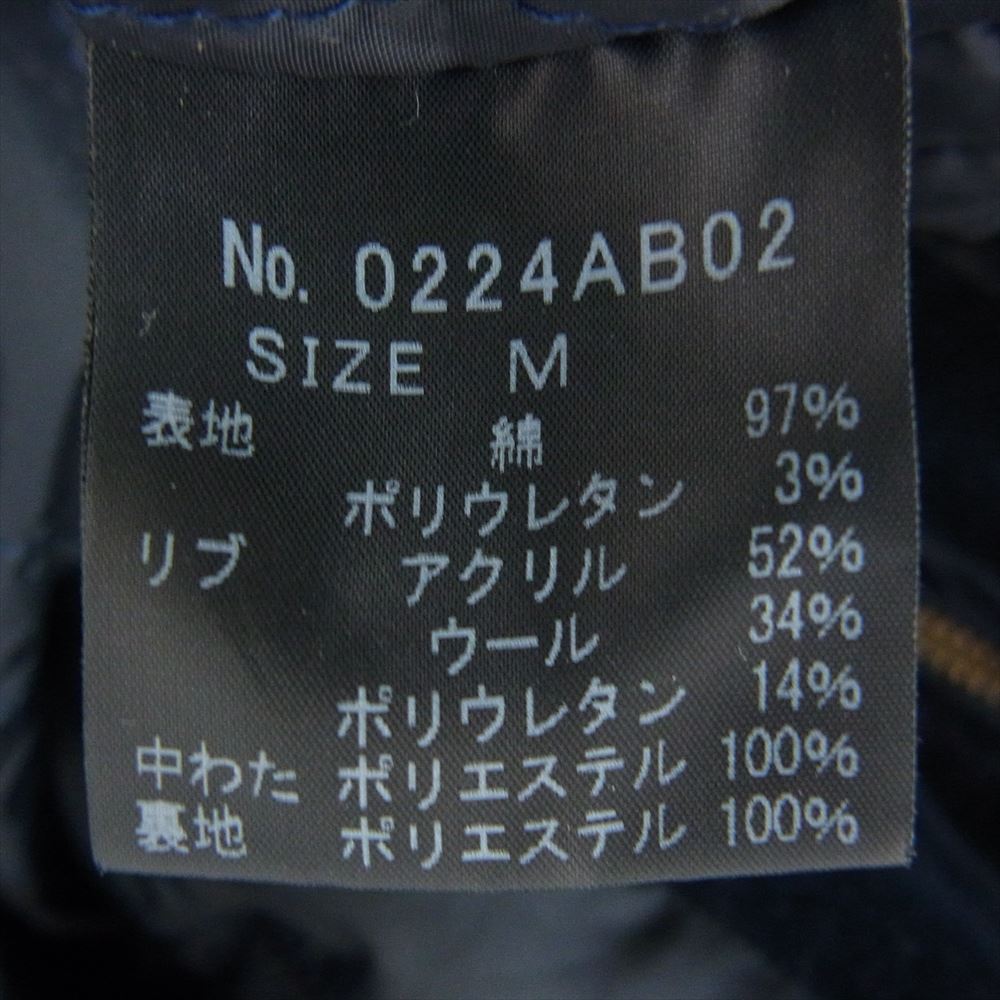 No. 0224AB02
SIZE M
表地 綿 97%
ポリウレタン 3%
リブ アクリル 52%
ウール 34%
ポリウレタン 14%
中わた ポリエステル 100%
裏地 ポリエステル 100%